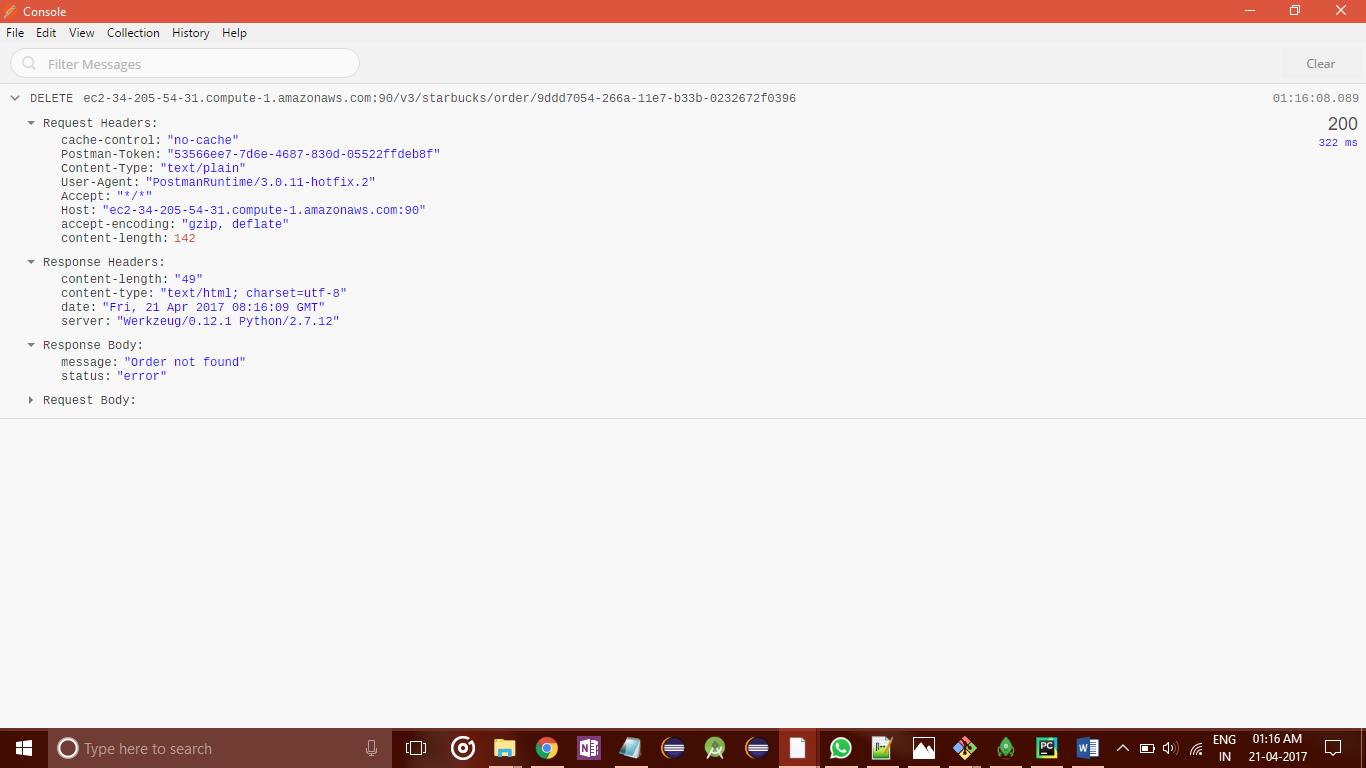 Console
File Edit View Collection History Help
Filter Messages
Clear
DELETE ec2-34-205-54-31.compute-1.amazonaws.com:90/v3/starbucks/order/9ddd7054-266a-11e7-b33b-0232672f0396 01:16:08.089
Request Headers: 200
322 ms
cache-control: "no-cache"
Postman-Token: "53566ee7-7d6e-4687-830d-05522ffdeb8f"
Content-Type: "text/plain"
User-Agent: "PostmanRuntime/3.0.11-hotfix.2"
Accept: "*/*"
Host: "ec2-34-205-54-31.compute-1.amazonaws.com:90"
accept-encoding: "gzip, deflate"
content-length: 142
Response Headers:
content-length: "49"
content-type: "text/html; charset=utf-8"
date: "Fri, 21 Apr 2017 08:16:09 GMT"
server: "Werkzeug/0.12.1 Python/2.7.12"
Response Body:
message: "Order not found"
status: "error"
Request Body:
Type here to search
N
PC
W
ENG
IN
01:16 AM
21-04-2017